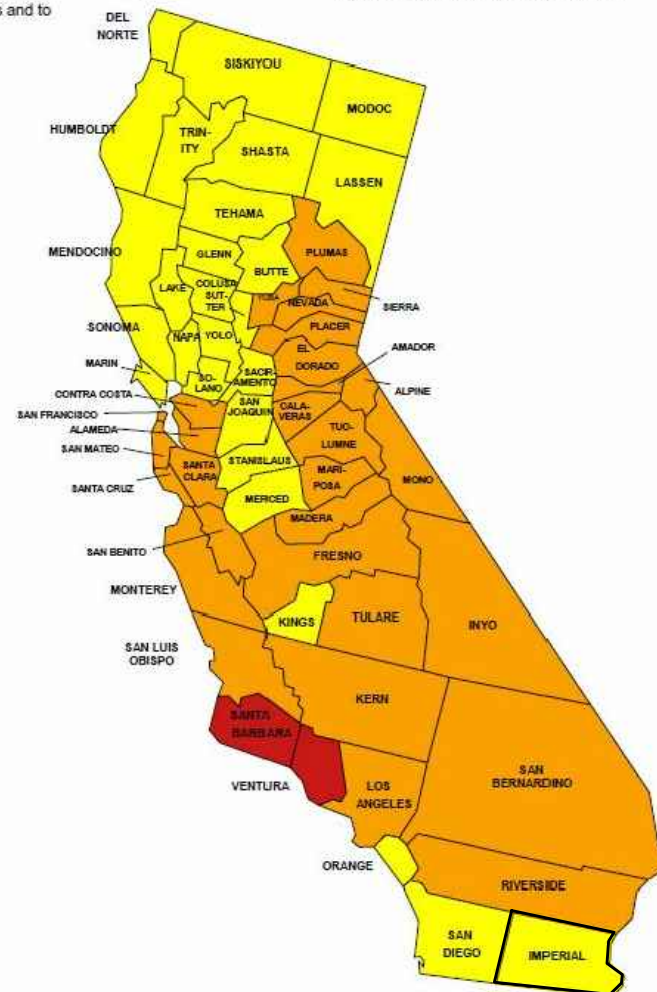 s and to
DEL
NORTE
SISKIYOU
MODOC
HUMBOLDT
TRIN-
ITY
SHASTA
LASSEN
TEHAMA
PLUMAS
MENDOCINO
GLENN
BUTTE
LAKE
COLUSA
SUT-
TER
YUBA
NEVADA
SIERRA
SONOMA
NAPA
YOLO
PLACER
EL
DORADO
AMADOR
MARIN
SO-
LANO
SACR-
AMENTO
ALPINE
CONTRA COSTA
SAN
JOAQUIN
CALA-
VERAS
SAN FRANCISCO
ALAMEDA
TUO-
LUMNE
SAN MATEO
SANTA
CLARA
STANISLAUS
MARI-
POSA
MONO
SANTA CRUZ
MERCED
MADERA
SAN BENITO
FRESNO
MONTEREY
KINGS
TULARE
INYO
SAN LUIS
OBISPO
KERN
SANTA
BARBARA
SAN
BERNARDINO
VENTURA
LOS
ANGELES
ORANGE
RIVERSIDE
SAN
DIEGO
IMPERIAL